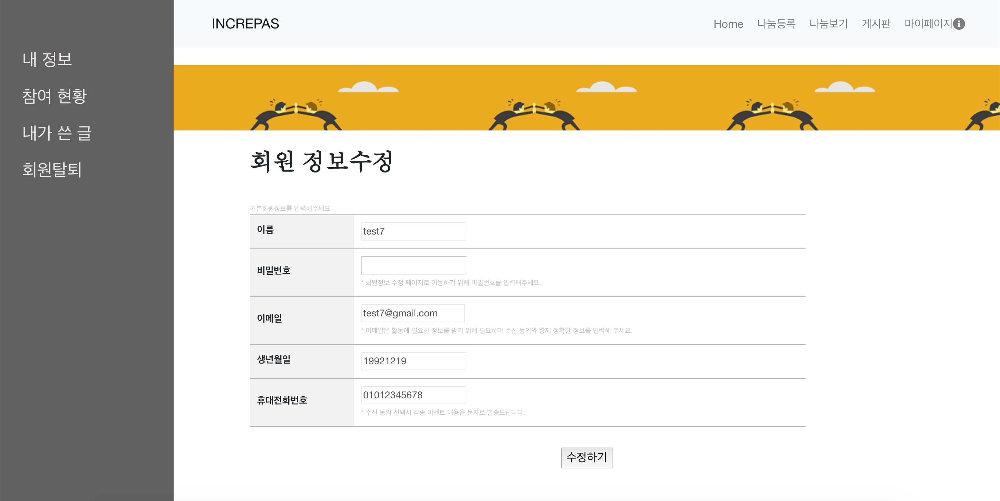 내 정보
참여 현황
내가 쓴 글
회원탈퇴
INCREPAS
Home 나눔등록 나눔보기 게시판 마이페이지
회원 정보수정
기본회원정보를 입력해주세요
이름 test7
비밀번호
* 회원정보 수정 페이지로 이동하기 위해 비밀번호를 입력해주세요.
이메일 test7@gmail.com
* 이메일은 활동에 필요한 정보를 받기 위해 필요하며 수신 동의와 함께 정확한 정보를 입력해 주세요.
생년월일 19921219
휴대전화번호 01012345678
* 수신 동의 선택시 각종 이벤트 내용을 문자로 발송드립니다.
수정하기